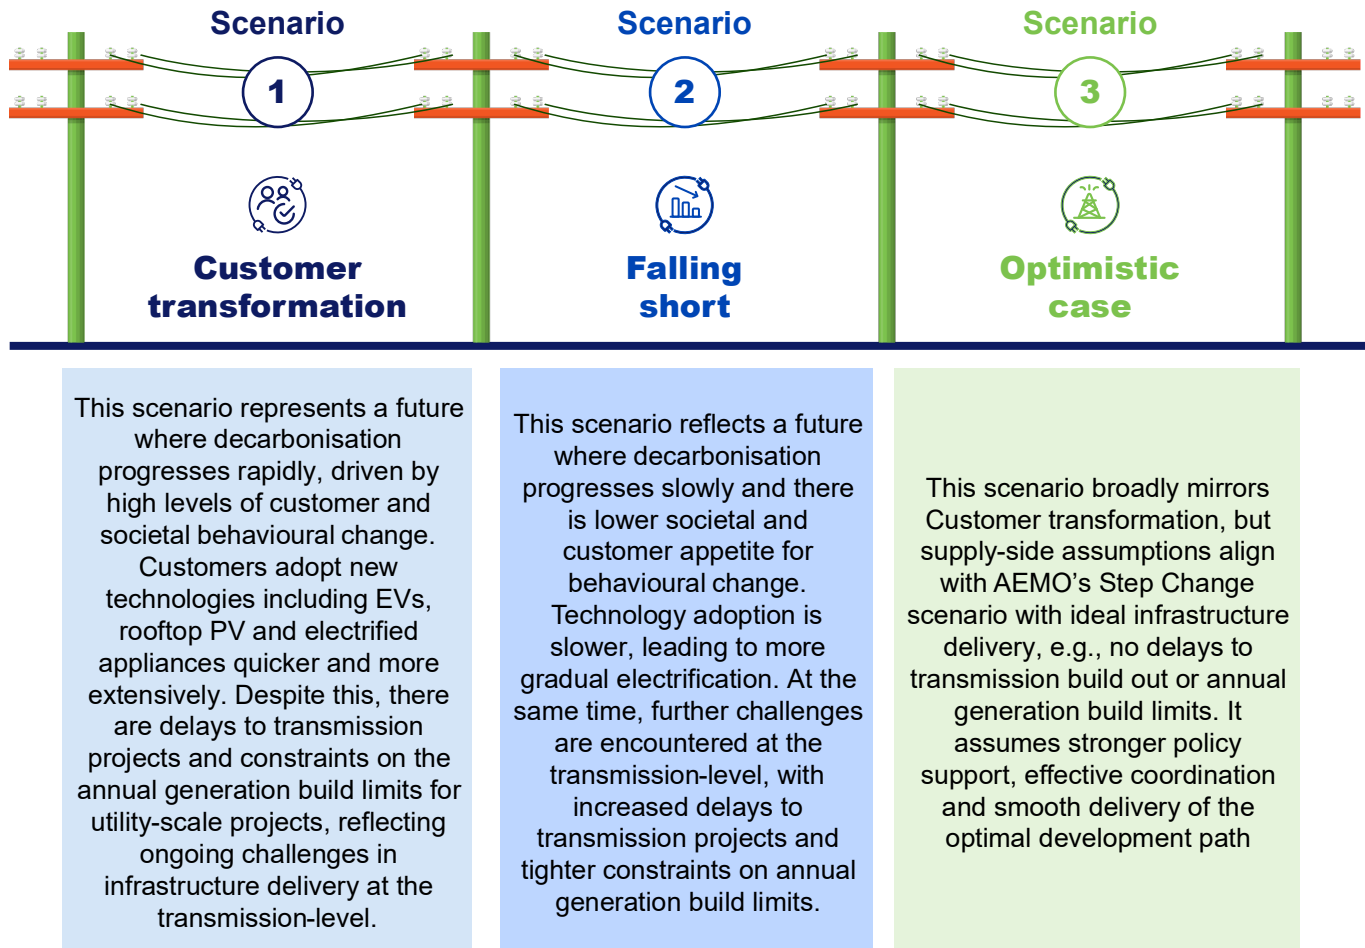 Scenario
1
Customer
transformation
This scenario represents a future
where decarbonisation
progresses rapidly, driven by
high levels of customer and
societal behavioural change.
Customers adopt new
technologies including EVs,
rooftop PV and electrified
appliances quicker and more
extensively. Despite this, there
are delays to transmission
projects and constraints on the
annual generation build limits for
utility-scale projects, reflecting
ongoing challenges in
infrastructure delivery at the
transmission-level.
Scenario
2
Falling
short
This scenario reflects a future
where decarbonisation
progresses slowly and there
is lower societal and
customer appetite for
behavioural change.
Technology adoption is
slower, leading to more
gradual electrification. At the
same time, further challenges
are encountered at the
transmission-level, with
increased delays to
transmission projects and
tighter constraints on annual
generation build limits.
Scenario
3
Optimistic
case
This scenario broadly mirrors
Customer transformation, but
supply-side assumptions align
with AEMO’s Step Change
scenario with ideal infrastructure
delivery, e.g., no delays to
transmission build out or annual
generation build limits. It
assumes stronger policy
support, effective coordination
and smooth delivery of the
optimal development path